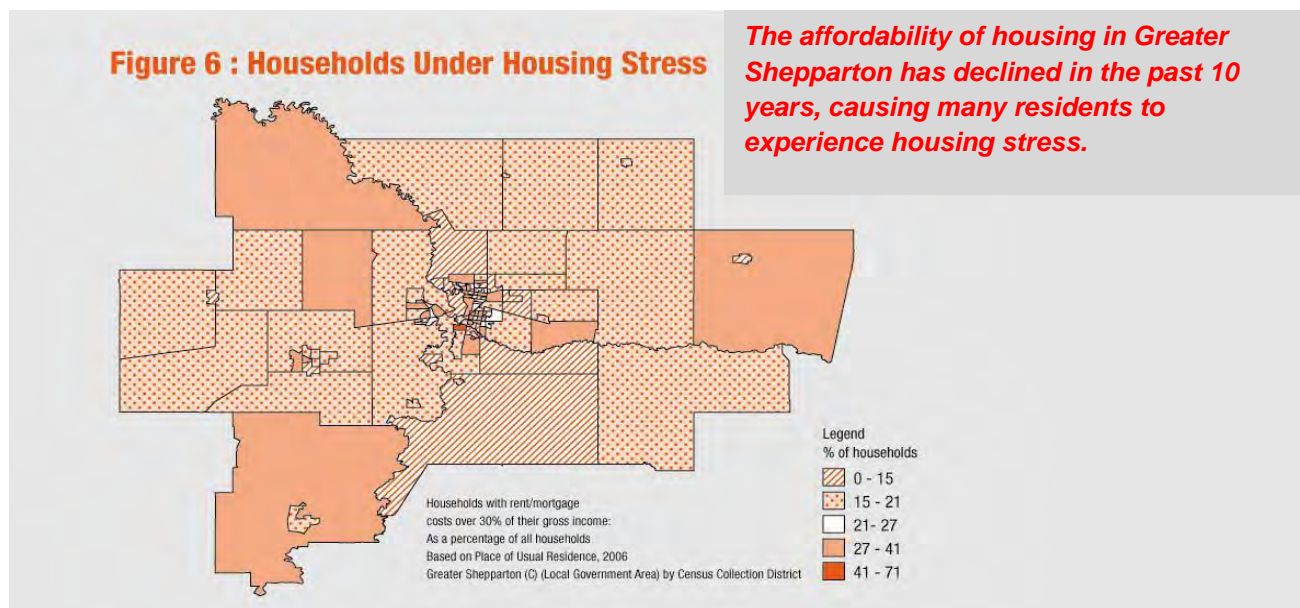 Figure 6 : Households Under Housing Stress
The affordability of housing in Greater
Shepparton has declined in the past 10
years, causing many residents to
experience housing stress.
Households with rent/mortgage
costs over 30% of their gross income:
As a percentage of all households
Based on Place of Usual Residence, 2006
Greater Shepparton (C) (Local Government Area) by Census Collection District
Legend
% of households
0 - 15
15 - 21
21- 27
27 - 41
41 - 71